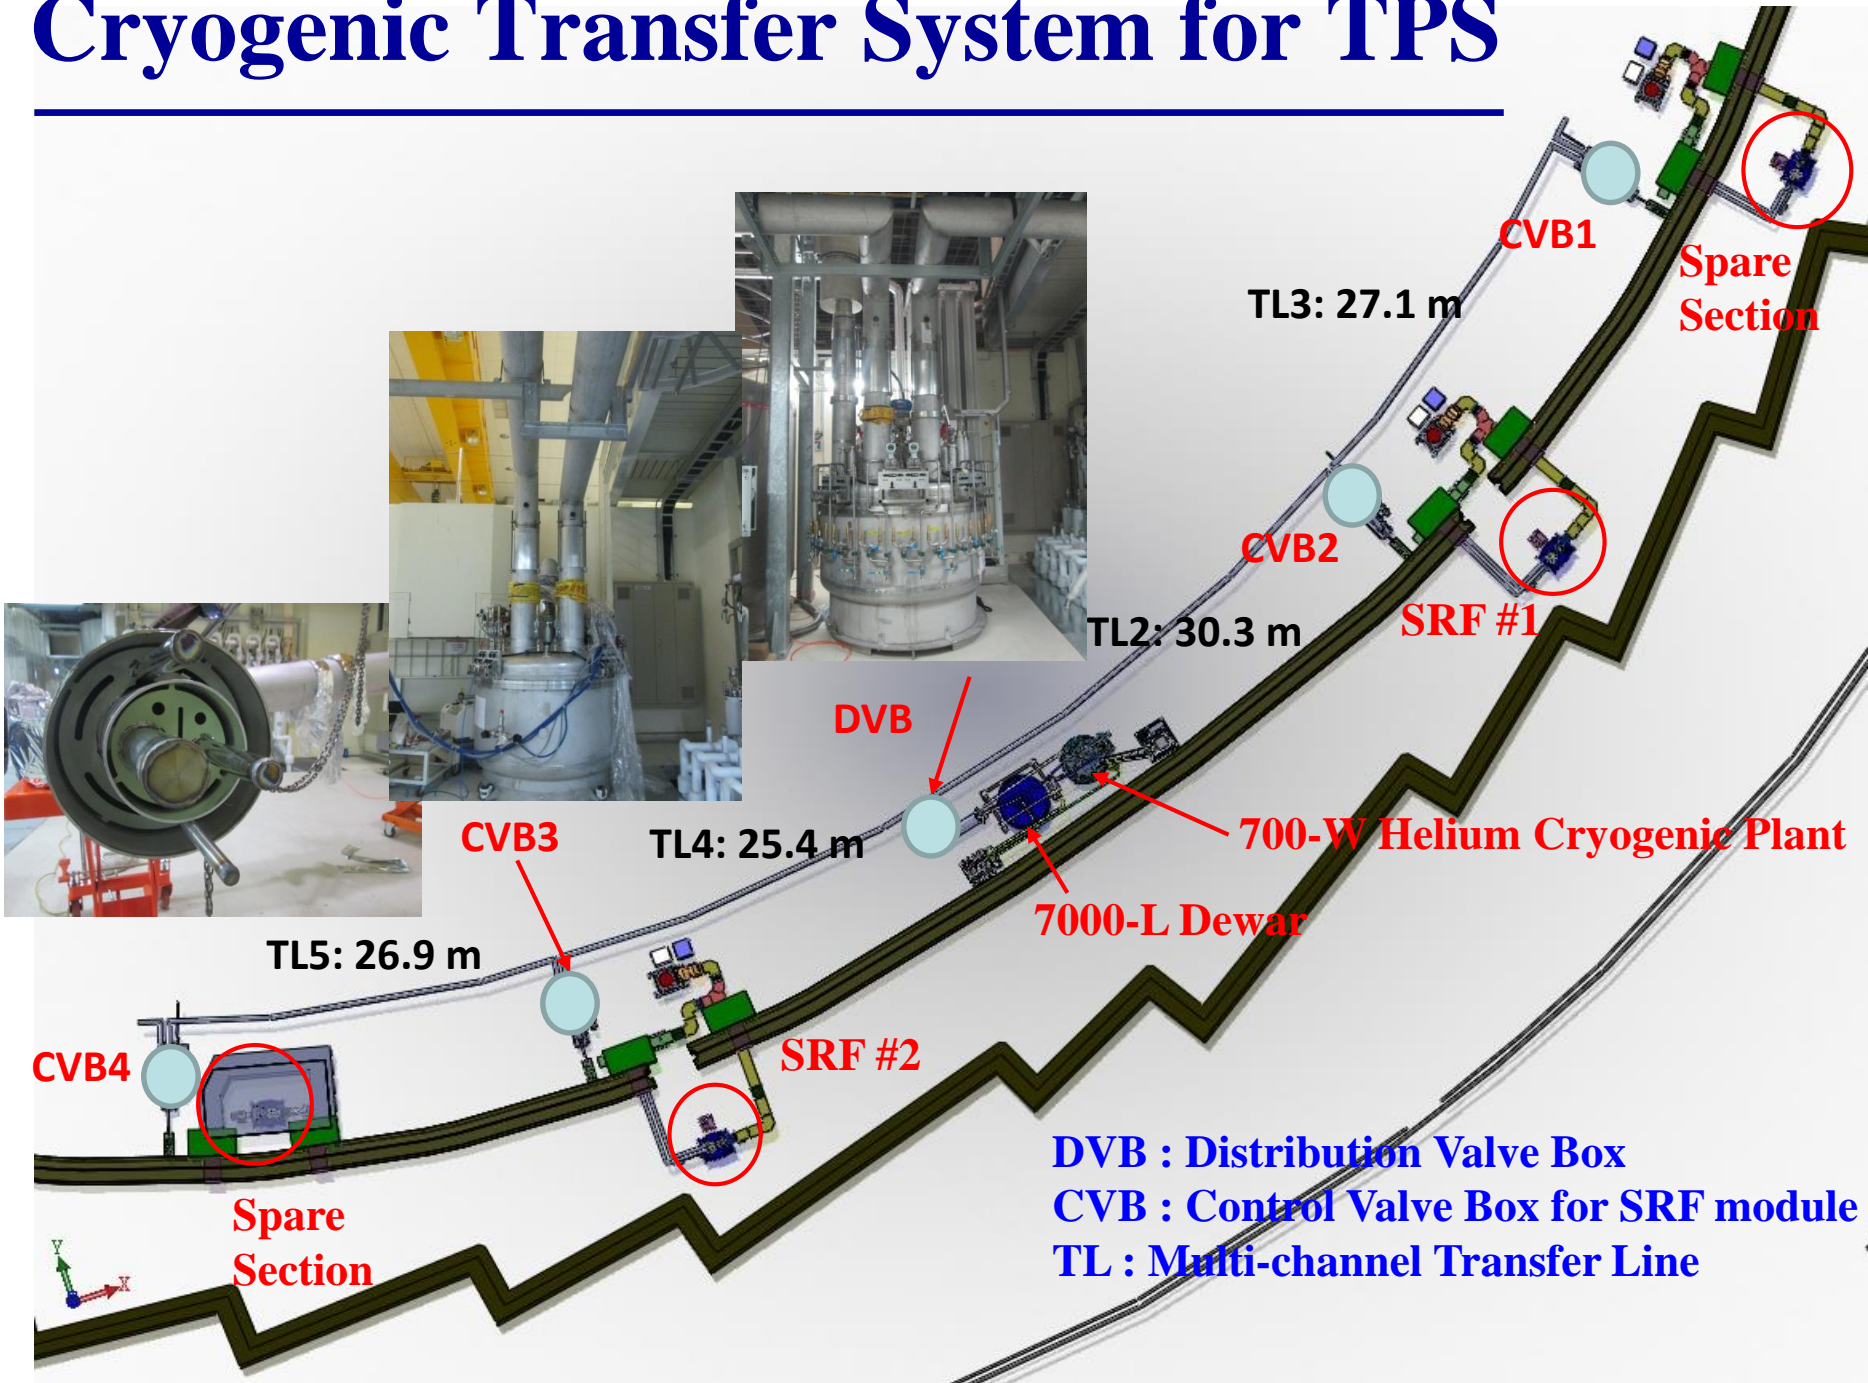 Cryogenic Transfer System for TPS
CVB1
Spare
Section
TL3: 27.1 m
CVB2
SRF #1
TL2: 30.3 m
DVB
700-W Helium Cryogenic Plant
7000-L Dewar
CVB3
TL4: 25.4 m
TL5: 26.9 m
SRF #2
CVB4
Spare
Section
DVB : Distribution Valve Box
CVB : Control Valve Box for SRF module
TL : Multi-channel Transfer Line
Y
X